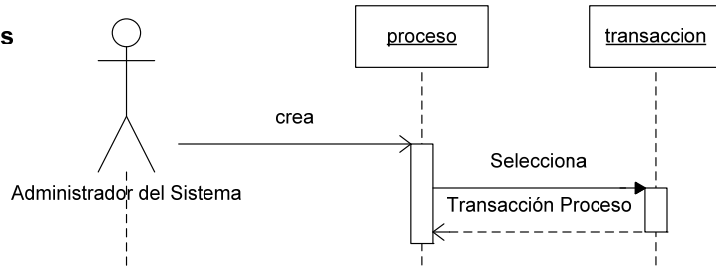 s
proceso
transaccion
crea
Selecciona
Administrador del Sistema
Transacción Proceso